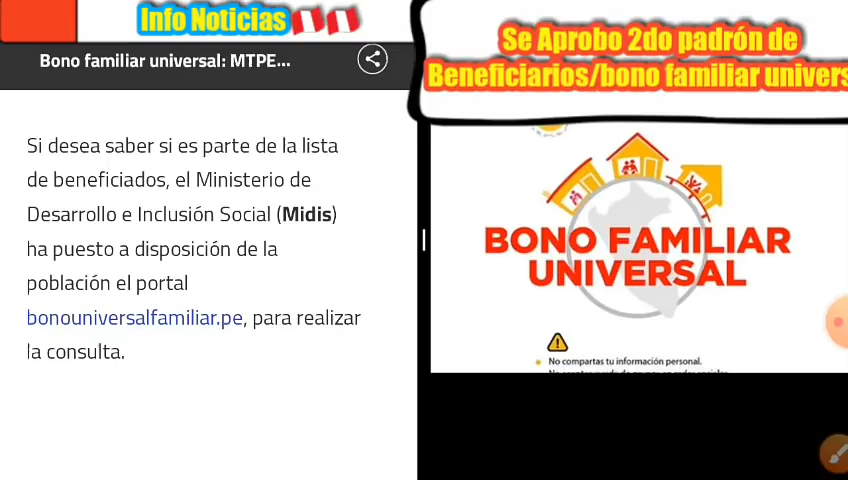 Info Noticias
Bono familiar universal: MTPE...
Si desea saber si es parte de la lista
de beneficiados, el Ministerio de
Desarrollo e Inclusión Social (Midis)
ha puesto a disposición de la
población el portal
bonouniversalfamiliar.pe, para realizar
la consulta.
Se Aprobo 2do padrón de
Beneficiarios/bono familiar univers
BONO FAMILIAR
UNIVERSAL
No compartas tu información personal.